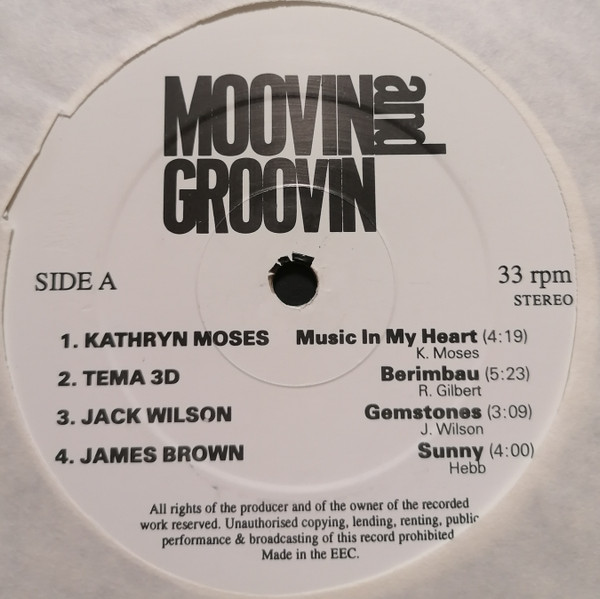 MOOVIN and
GROOVIN
SIDE A
33 rpm
STEREO
1. KATHRYN MOSES Music In My Heart (4:19)
K. Moses
2. TEMA 3D Berimbau (5:23)
R. Gilbert
3. JACK WILSON Gemstones (3:09)
J. Wilson
4. JAMES BROWN Sunny (4:00)
Hebb
All rights of the producer and of the owner of the recorded
work reserved. Unauthorised copying, lending, renting, public
performance & broadcasting of this record prohibited
Made in the EEC.